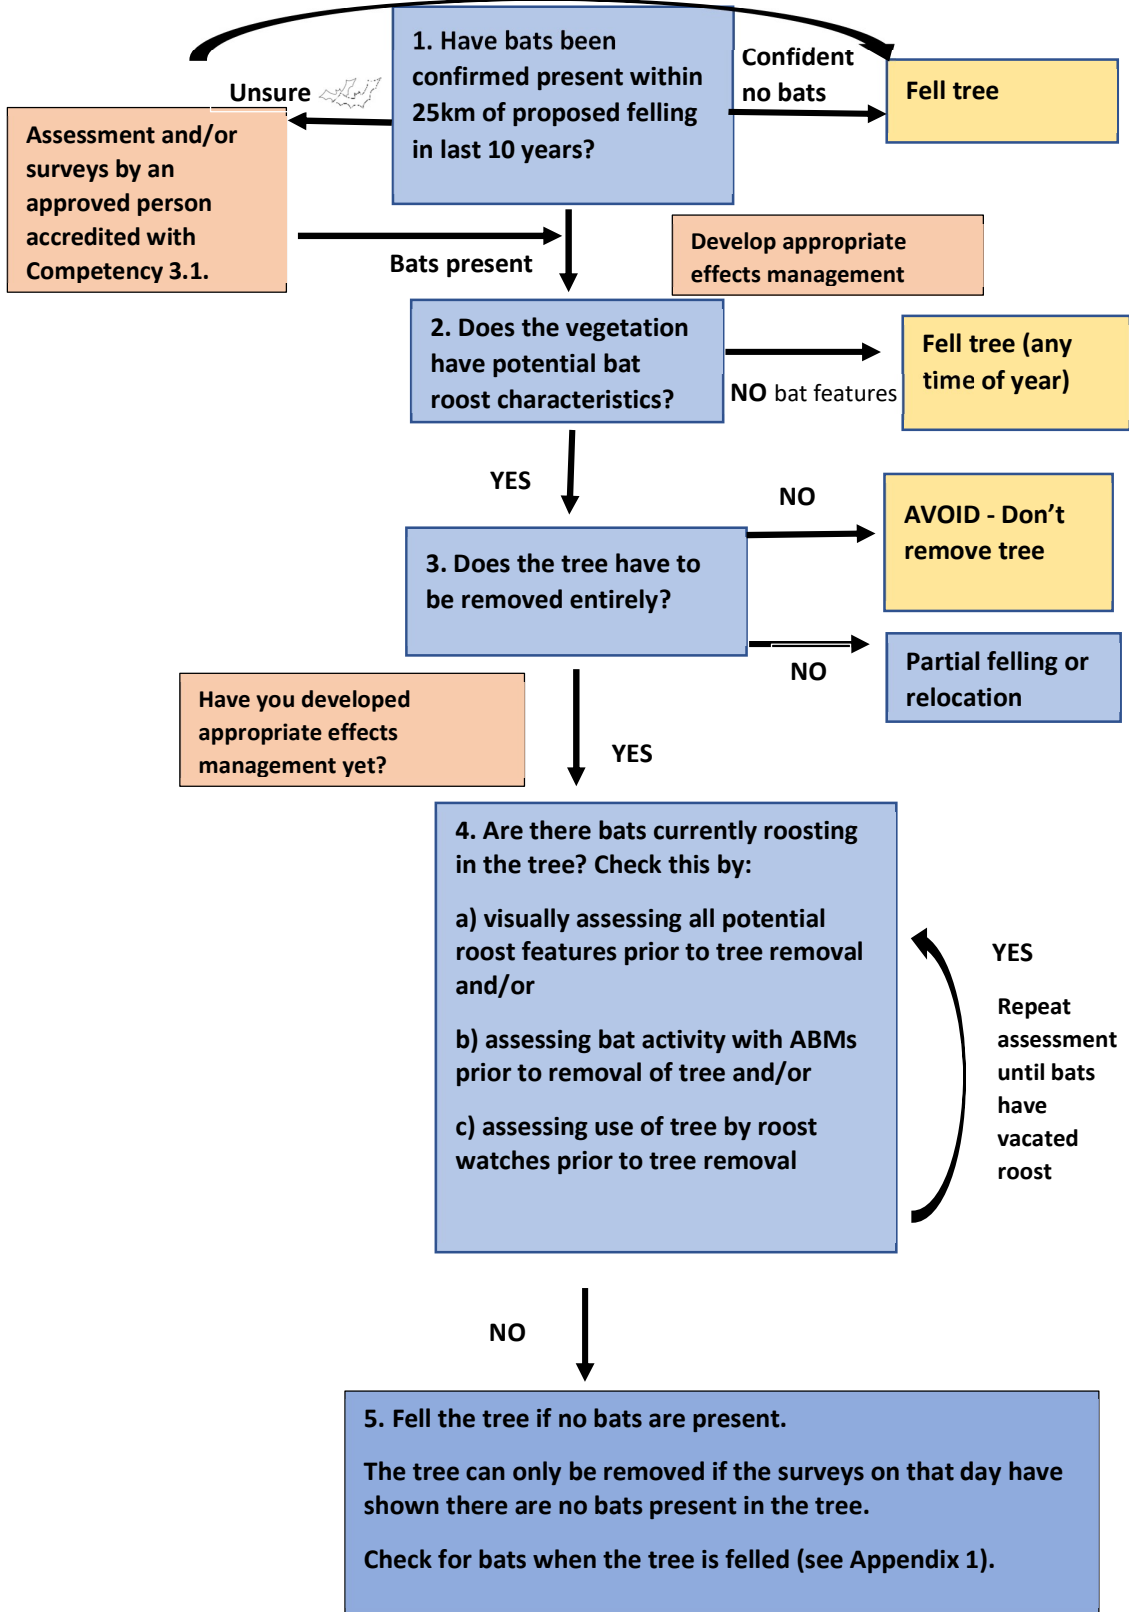 1. Have bats been
confirmed present within
25km of proposed felling
in last 10 years?
Confident
no bats
Fell tree
Unsure
Assessment and/or
surveys by an
approved person
accredited with
Competency 3.1.
Bats present
Develop appropriate
effects management
2. Does the vegetation
have potential bat
roost characteristics?
NO bat features
Fell tree (any
time of year)
YES
NO
AVOID - Don’t
remove tree
3. Does the tree have to
be removed entirely?
NO
Partial felling or
relocation
Have you developed
appropriate effects
management yet?
YES
4. Are there bats currently roosting
in the tree? Check this by:
a) visually assessing all potential
roost features prior to tree removal
and/or
b) assessing bat activity with ABMs
prior to removal of tree and/or
c) assessing use of tree by roost
watches prior to tree removal
YES
Repeat
assessment
until bats
have
vacated
roost
NO
5. Fell the tree if no bats are present.
The tree can only be removed if the surveys on that day have
shown there are no bats present in the tree.
Check for bats when the tree is felled (see Appendix 1).